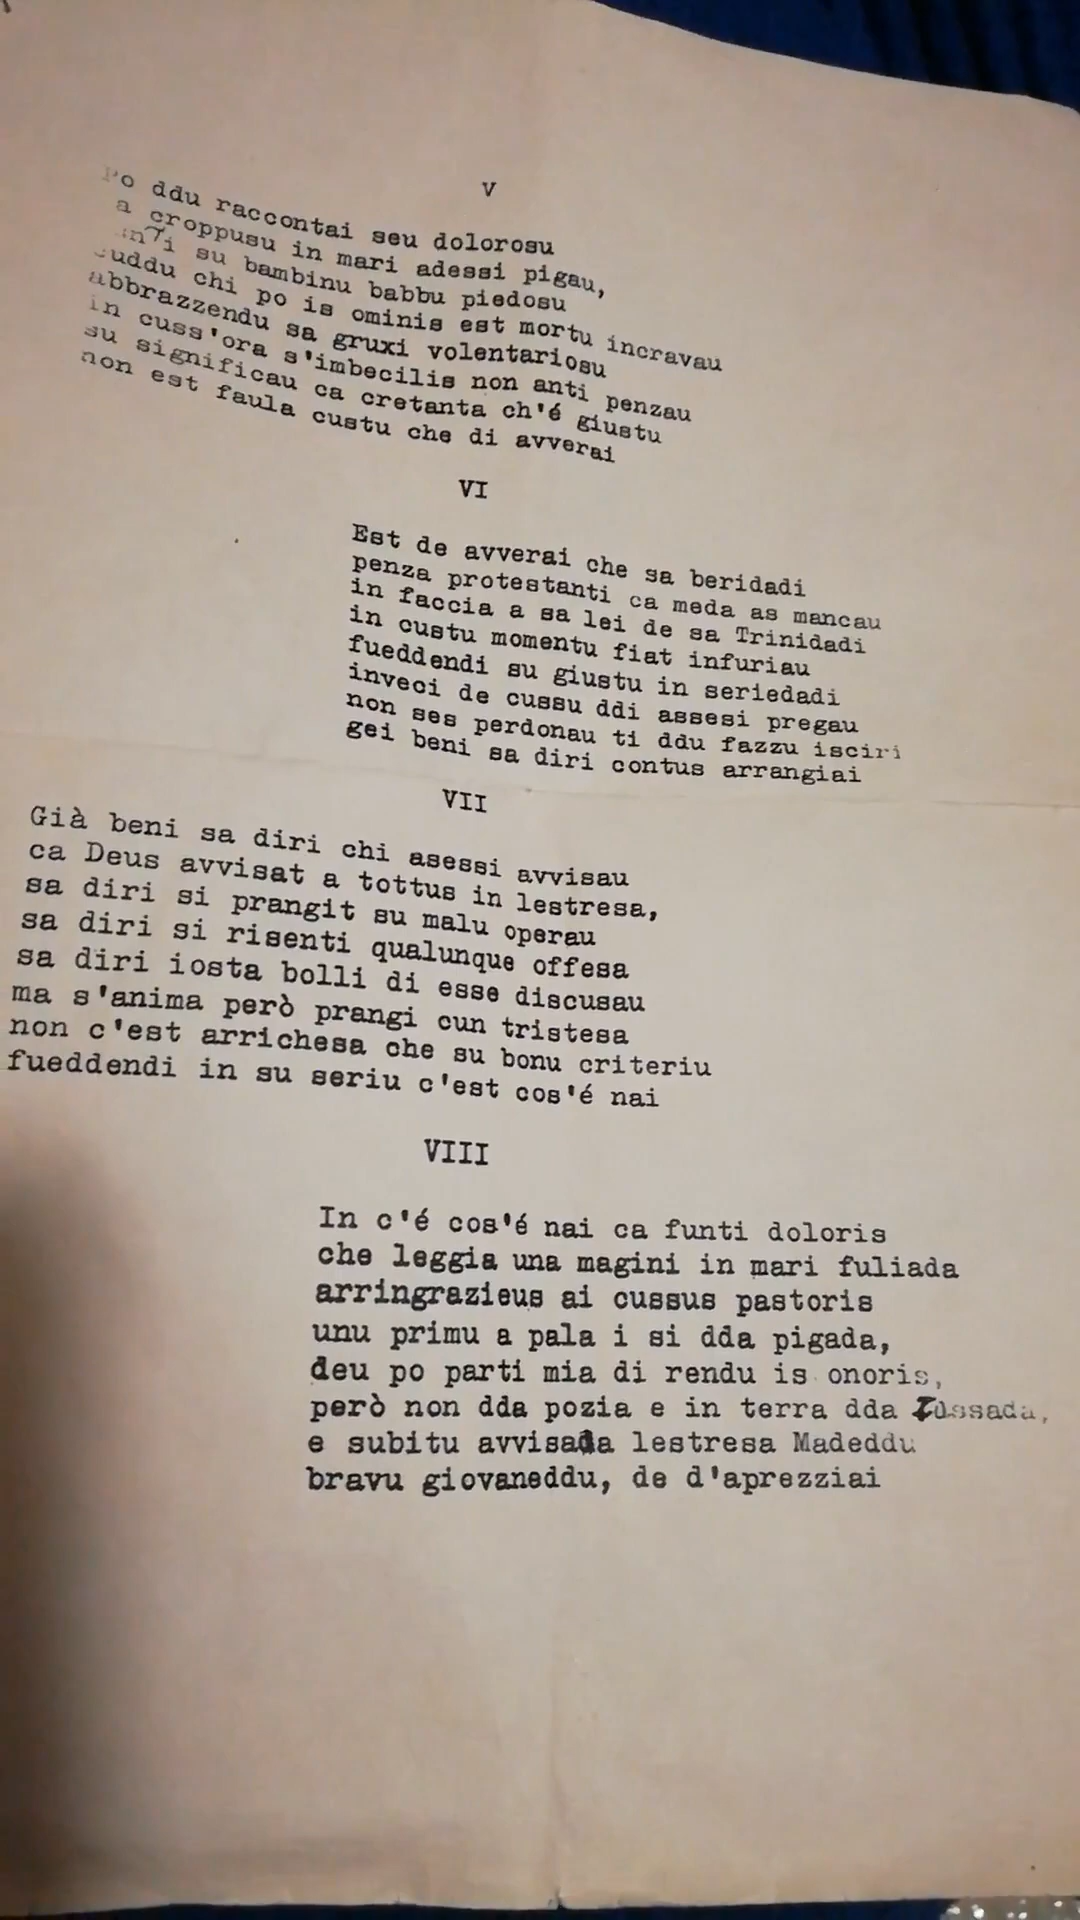 V
Po ddu raccontai seu dolorosu
a croppusu in mari adessi pigau,
su bambinu babbu piedosu
chi po is ominis est mortu incravau
abbrazzendu sa gruxi volentariosu
in cuss'ora s'imbecilis non anti penzau
su significau ca cretanta ch'é giustu
non est faula custu che di avverai
VI
Est de avverai che sa beridadi
penza protestanti ca meda as mancau
in faccia a sa lei de sa Trinidadi
in custu momentu fiat infuriau
fueddendi su giustu in seriedadi
inveci de cussu ddi assesi pregau
non ses perdonau ti ddu fazzu isciri
gei beni sa diri contus arrangiai
VII
Già beni sa diri chi asessi avvisau
ca Deus avvisat a tottus in lestresa,
sa diri si prangit su malu operau
sa diri si risenti qualunque offesa
sa diri iosta bolli di esse discusau
ma s'anima però prangi cun tristesa
non c'est arrichesa che su bonu criteriu
fueddendi in su seriu c'est cos'é nai
VIII
In c'é cos'é nai ca funti doloris
che leggia una magini in mari fuliada
arringrazieus ai cussus pastoris
unu primu a pala i si dda pigada,
deu po parti mia di rendu is onoris,
però non dda pozia e in terra dda
e subitu avvisada lestresa Madeddu
bravu giovaneddu, de d'aprezziai